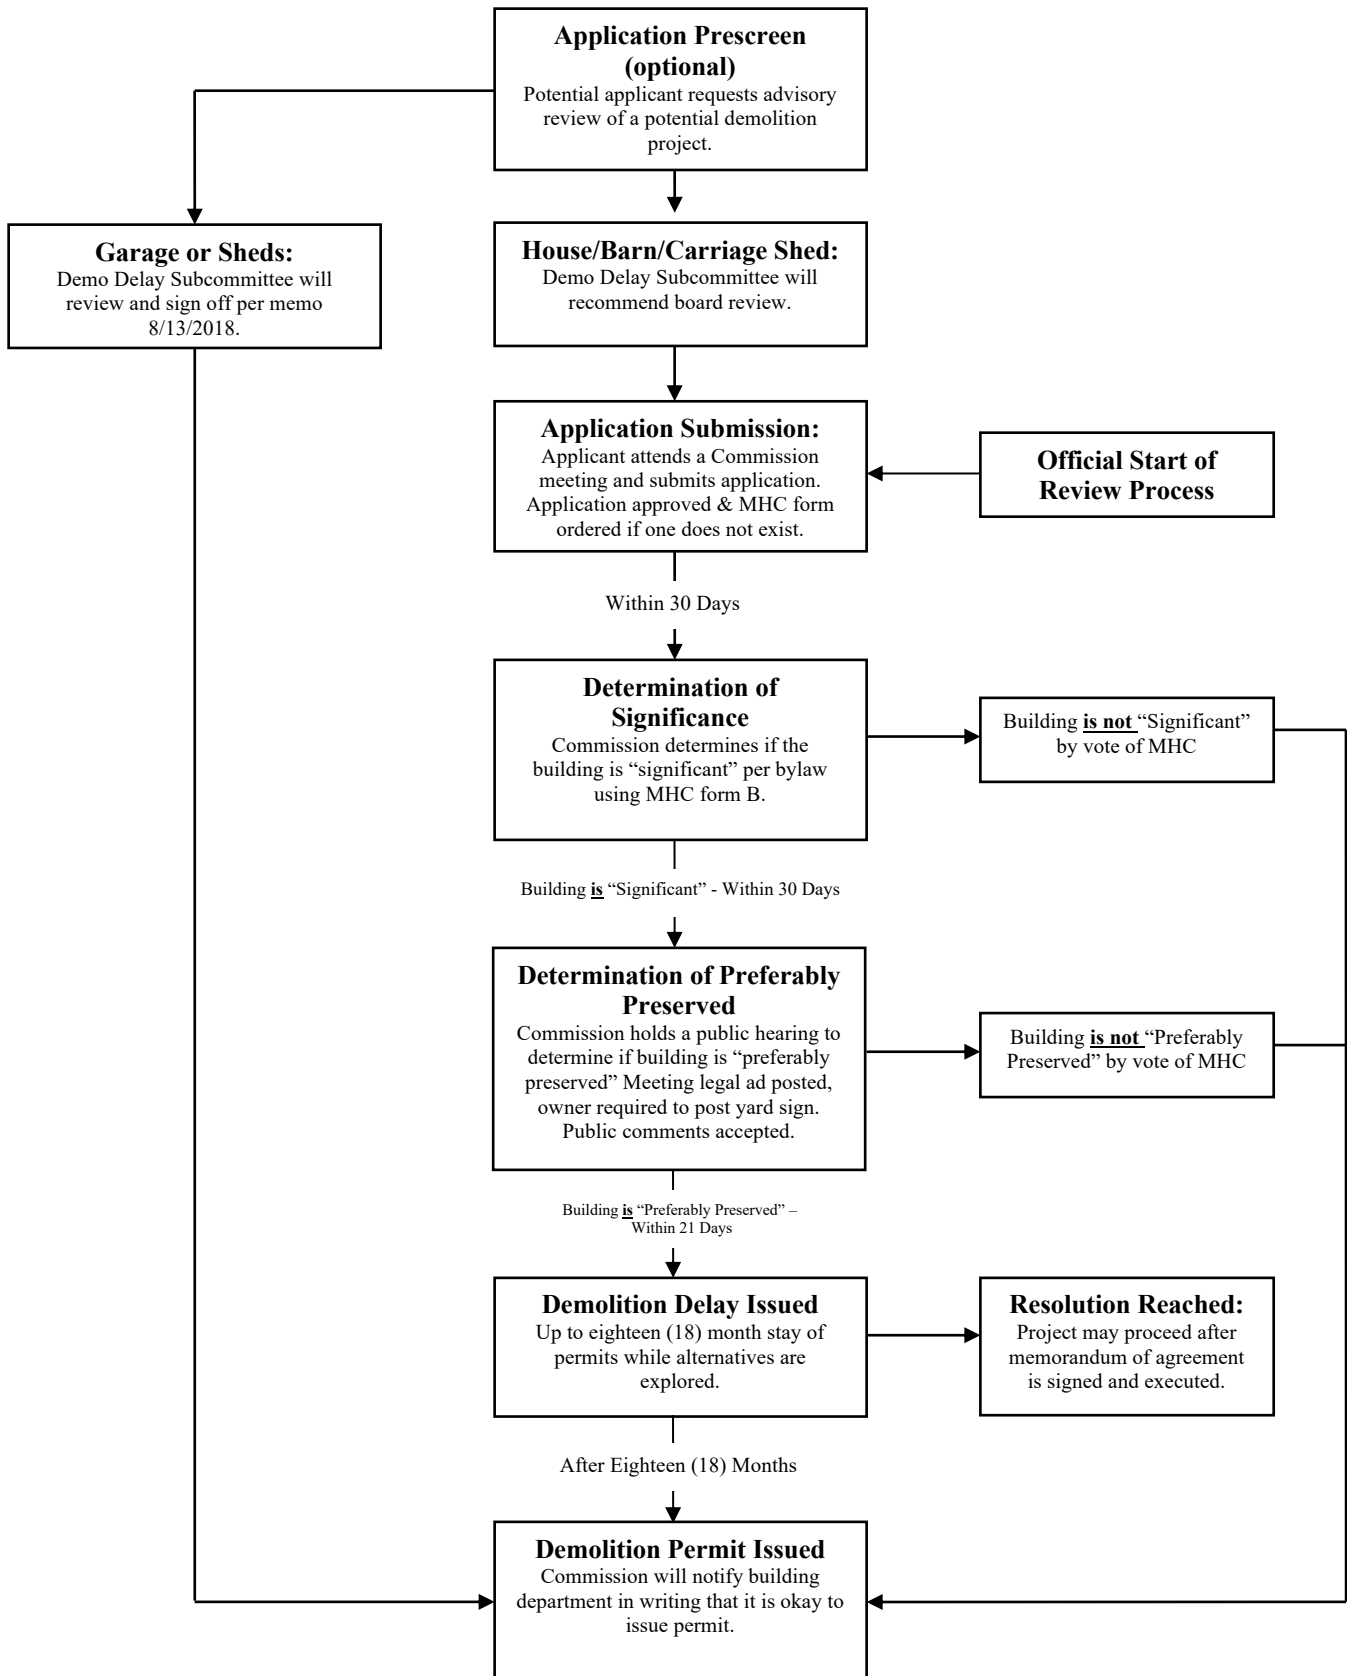 Application Prescreen
(optional)
Potential applicant requests advisory
review of a potential demolition
project.
Garage or Sheds:
Demo Delay Subcommittee will
review and sign off per memo
8/13/2018.
House/Barn/Carriage Shed:
Demo Delay Subcommittee will
recommend board review.
Application Submission:
Applicant attends a Commission
meeting and submits application.
Application approved & MHC form
ordered if one does not exist.
Official Start of
Review Process
Within 30 Days
Determination of
Significance
Commission determines if the
building is “significant” per bylaw
using MHC form B.
Building is not “Significant”
by vote of MHC
Building is “Significant” - Within 30 Days
Determination of Preferably
Preserved
Commission holds a public hearing to
determine if building is “preferably
preserved” Meeting legal ad posted,
owner required to post yard sign.
Public comments accepted.
Building is not “Preferably
Preserved” by vote of MHC
Building is “Preferably Preserved” –
Within 21 Days
Demolition Delay Issued
Up to eighteen (18) month stay of
permits while alternatives are
explored.
Resolution Reached:
Project may proceed after
memorandum of agreement
is signed and executed.
After Eighteen (18) Months
Demolition Permit Issued
Commission will notify building
department in writing that it is okay to
issue permit.